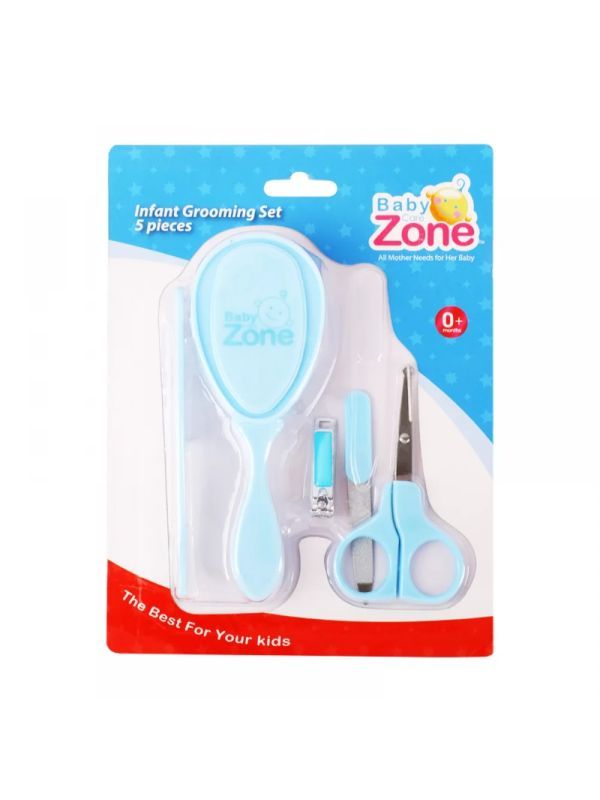 Infant Grooming Set
5 pieces
Baby
Care
Zone
All Mother Needs for Her Baby
0+
months
Baby
Zone
The Best For Your kids